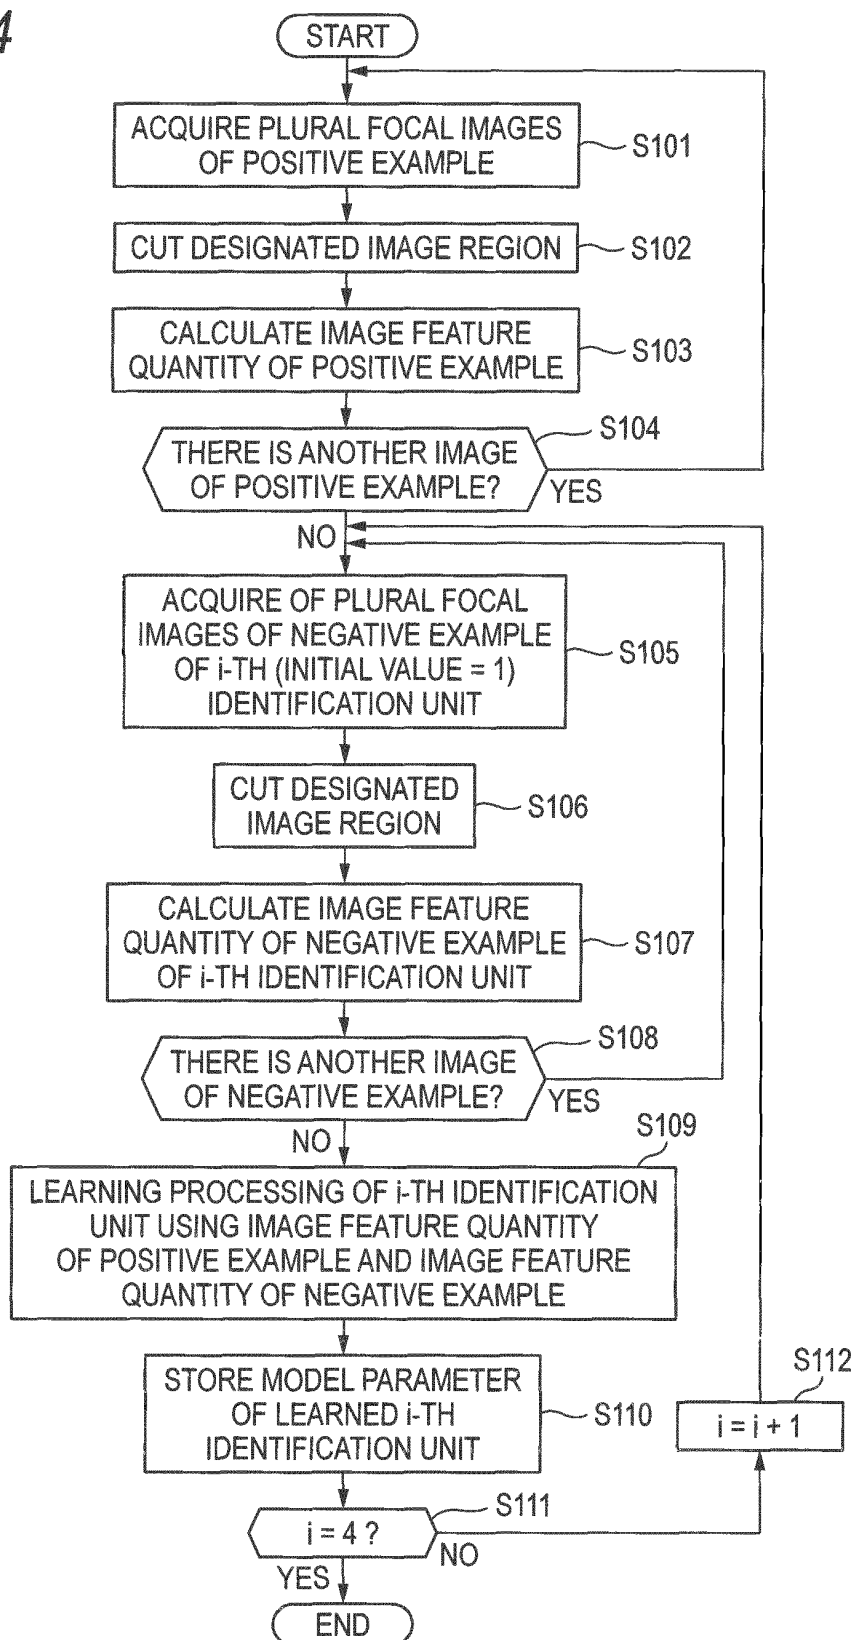 4
START
ACQUIRE PLURAL FOCAL IMAGES
OF POSITIVE EXAMPLE
S101
CUT DESIGNATED IMAGE REGION
S102
CALCULATE IMAGE FEATURE
QUANTITY OF POSITIVE EXAMPLE
S103
THERE IS ANOTHER IMAGE
OF POSITIVE EXAMPLE?
S104
YES
NO
ACQUIRE OF PLURAL FOCAL
IMAGES OF NEGATIVE EXAMPLE
OF i-TH (INITIAL VALUE = 1)
IDENTIFICATION UNIT
S105
CUT DESIGNATED
IMAGE REGION
S106
CALCULATE IMAGE FEATURE
QUANTITY OF NEGATIVE EXAMPLE
OF i-TH IDENTIFICATION UNIT
S107
THERE IS ANOTHER IMAGE
OF NEGATIVE EXAMPLE?
S108
YES
NO
S109
LEARNING PROCESSING OF i-TH IDENTIFICATION
UNIT USING IMAGE FEATURE QUANTITY
OF POSITIVE EXAMPLE AND IMAGE FEATURE
QUANTITY OF NEGATIVE EXAMPLE
STORE MODEL PARAMETER
OF LEARNED i-TH
IDENTIFICATION UNIT
S110
S112
i = i + 1
i = 4 ?
S111
NO
YES
END